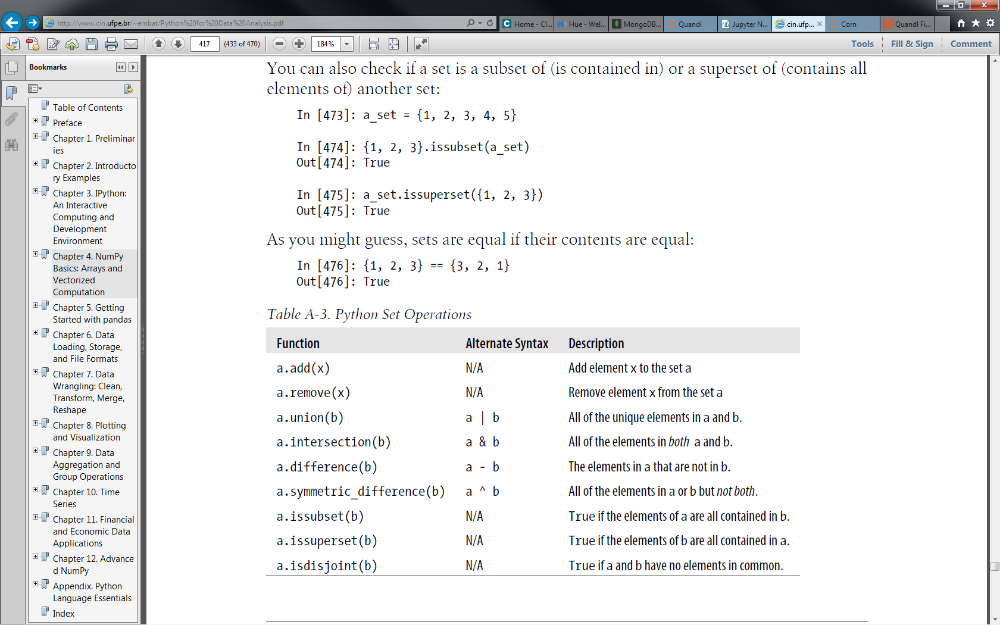 http://www.cin.ufpe.br/~embat/Python%20for%20Data%20Analysis.pdf
Home - Cl...
Hue - Wel...
MongoDB...
Quandl
Jupyter N...
cin.ufp...
Corn
Quandl Fi...
417
(433 of 470)
184%
Tools
Fill & Sign
Comment
Bookmarks
Table of Contents
Preface
Chapter 1. Preliminar
ies
Chapter 2. Introducto
ry Examples
Chapter 3. IPython:
An Interactive
Computing and
Development
Environment
Chapter 4. NumPy
Basics: Arrays and
Vectorized
Computation
Chapter 5. Getting
Started with pandas
Chapter 6. Data
Loading, Storage,
and File Formats
Chapter 7. Data
Wrangling: Clean,
Transform, Merge,
Reshape
Chapter 8. Plotting
and Visualization
Chapter 9. Data
Aggregation and
Group Operations
Chapter 10. Time
Series
Chapter 11. Financial
and Economic Data
Applications
Chapter 12. Advance
d NumPy
Appendix. Python
Language Essentials
Index
You can also check if a set is a subset of (is contained in) or a superset of (contains all
elements of) another set:
In [473]: a_set = {1, 2, 3, 4, 5}
In [474]: {1, 2, 3}.issubset(a_set)
Out[474]: True
In [475]: a_set.issuperset({1, 2, 3})
Out[475]: True
As you might guess, sets are equal if their contents are equal:
In [476]: {1, 2, 3} == {3, 2, 1}
Out[476]: True
Table A-3. Python Set Operations
Function Alternate Syntax Description
a.add(x) N/A Add element x to the set a
a.remove(x) N/A Remove element x from the set a
a.union(b) a | b All of the unique elements in a and b.
a.intersection(b) a & b All of the elements in both a and b.
a.difference(b) a - b The elements in a that are not in b.
a.symmetric_difference(b) a ^ b All of the elements in a or b but not both.
a.issubset(b) N/A True if the elements of a are all contained in b.
a.issuperset(b) N/A True if the elements of b are all contained in a.
a.isdisjoint(b) N/A True if a and b have no elements in common.